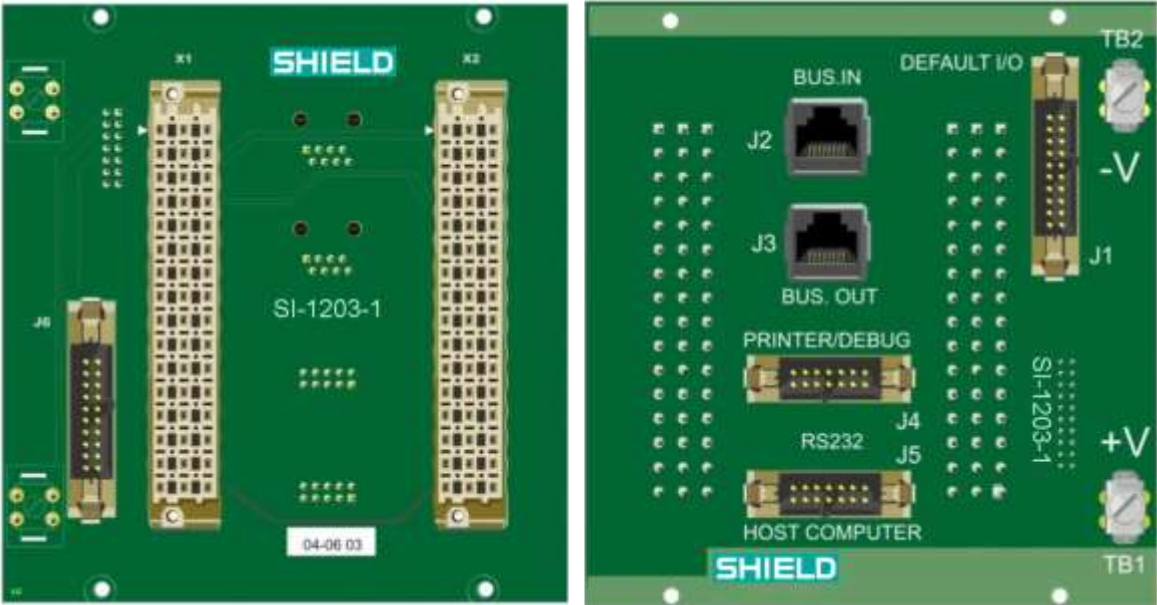 X1
SHIELD
X2
SI-1203-1
J6
04-06 03
TB2
DEFAULT I/O
BUS.IN
J2
-V
J3
J1
BUS. OUT
PRINTER/DEBUG
SI-1203-1
J4
RS232
+V
J5
HOST COMPUTER
SHIELD
TB1